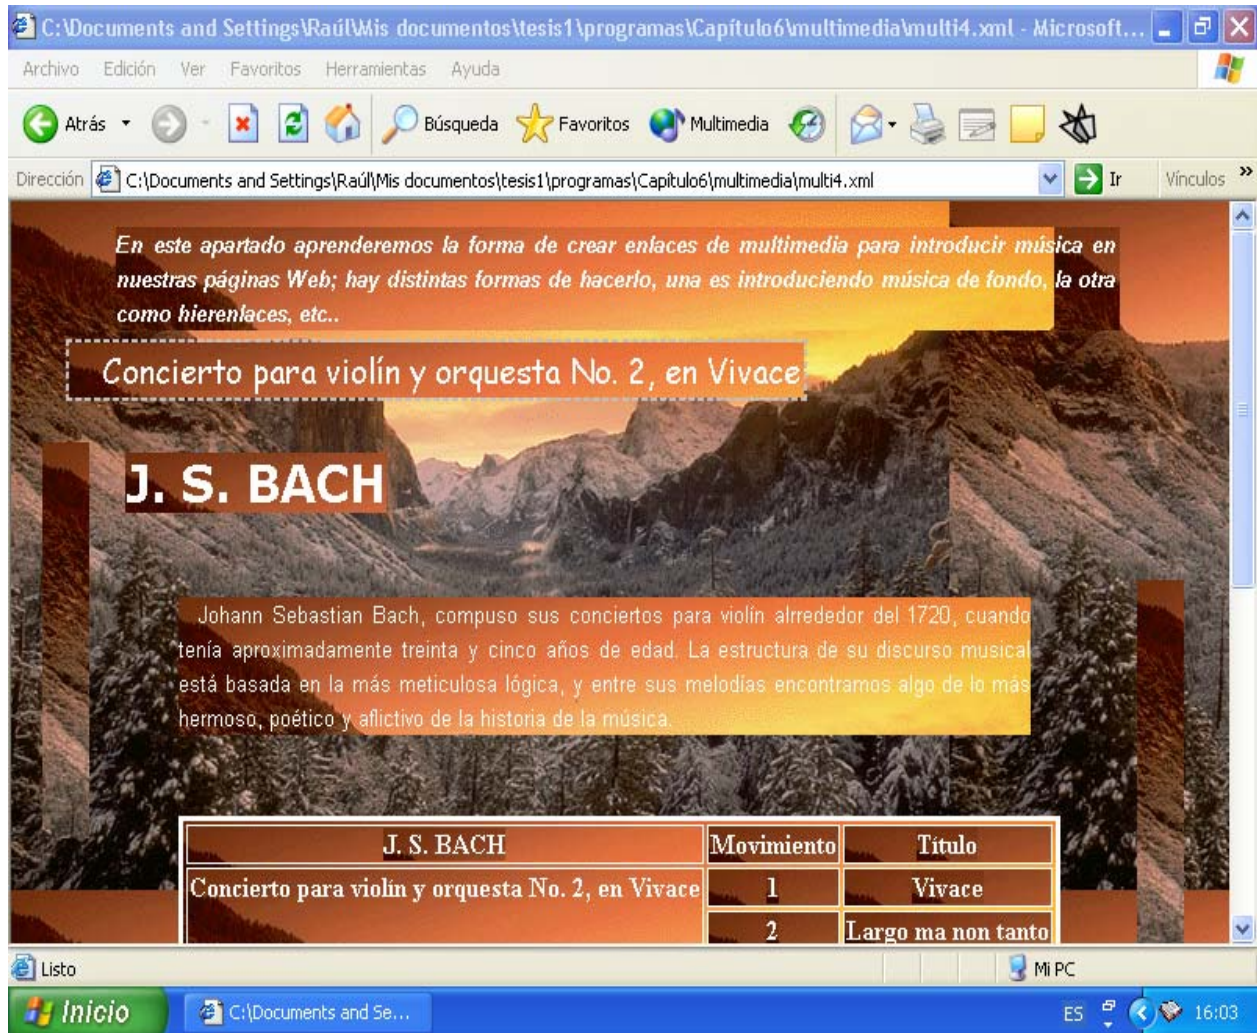 C:\Documents and Settings\Raúl\Mis documentos\tesis1\programas\Capítulo6\multimedia\multi4.xml - Microsoft...
Archivo Edición Ver Favoritos Herramientas Ayuda
Atrás Búsqueda Favoritos Multimedia
Dirección C:\Documents and Settings\Raúl\Mis documentos\tesis1\programas\Capítulo6\multimedia\multi4.xml Ir Vínculos »
En este apartado aprenderemos la forma de crear enlaces de multimedia para introducir música en
nuestras páginas Web; hay distintas formas de hacerlo, una es introduciendo música de fondo, la otra
como hierenlaces, etc..
Concierto para violín y orquesta No. 2, en Vivace
J. S. BACH
Johann Sebastian Bach, compuso sus conciertos para violín alrrededor del 1720, cuando
tenía aproximadamente treinta y cinco años de edad. La estructura de su discurso musical
está basada en la más meticulosa lógica, y entre sus melodías encontramos algo de lo más
hermoso, poético y aflictivo de la historia de la música.
J. S. BACH Movimiento Título
Concierto para violín y orquesta No. 2, en Vivace 1 Vivace
2 Largo ma non tanto
Listo Mi PC
Inicio C:\Documents and Se... ES 16:03